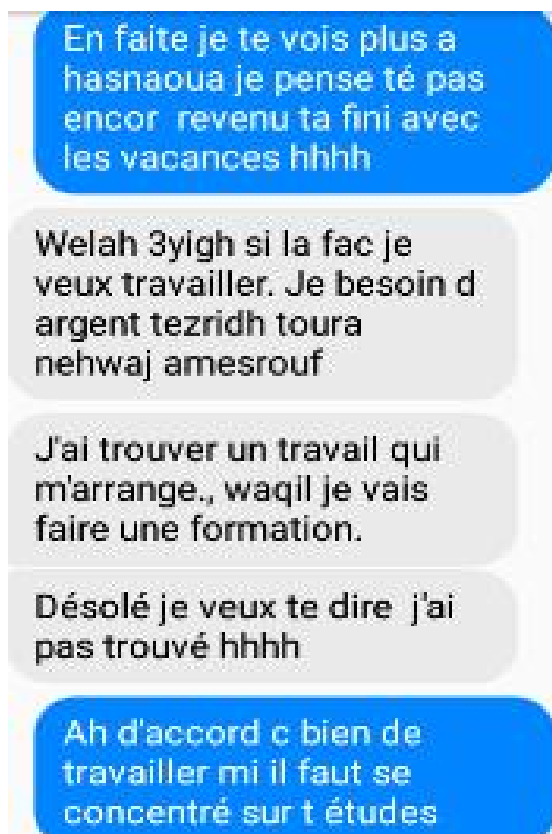 En faite je te vois plus a
hasnaoua je pense té pas
encor revenu ta fini avec
les vacances hhhh
Welah 3yigh si la fac je
veux travailler. Je besoin d
argent tezridh toura
nehwaj amesrouf
J'ai trouver un travail qui
m'arrange., waqil je vais
faire une formation.
Désolé je veux te dire j'ai
pas trouvé hhhh
Ah d'accord c bien de
travailler mi il faut se
concentré sur t études